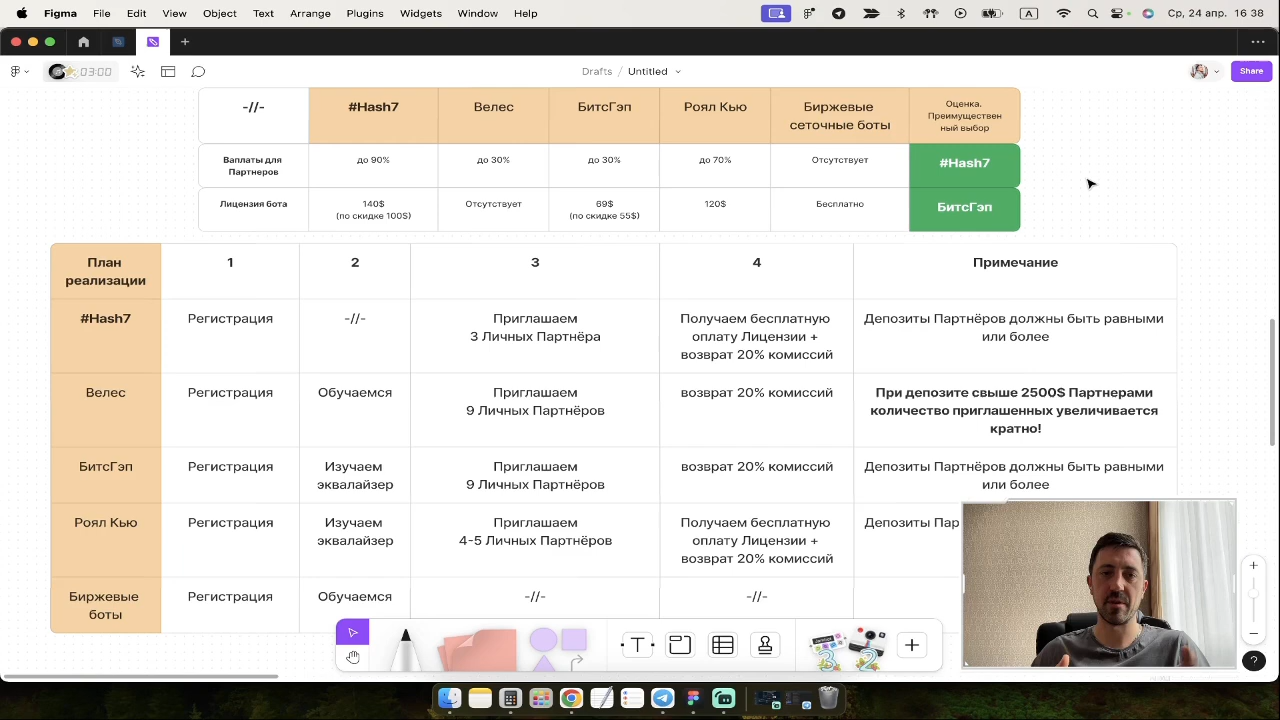 Figma File Edit View Object Text Arrange Plugins Widgets Window Help
A
Ср, 24 апр. 16 38
03:00
Drafts / Untitled
Share
-//- #Hash7 Велес БитсГэп Роял Кью Биржевые
сеточные боты
Оценка.
Преимуществен
ный выбор
Ваплаты для
Партнеров
до 90% до 30% до 30% до 70% Отсутствует #Hash7
Лицензия бота 140$
(по скидке 100$)
Отсутствует 69$
(по скидке 55$)
120$ Бесплатно БитсГэп
План
реализации
1 2 3 4 Примечание
#Hash7 Регистрация -//- Приглашаем
3 Личных Партнёра
Получаем бесплатную
оплату Лицензии +
возврат 20% комиссий
Депозиты Партнёров должны быть равными
или более
Велес Регистрация Обучаемся Приглашаем
9 Личных Партнёров
возврат 20% комиссий
При депозите свыше 2500$ Партнерами
количество приглашенных увеличивается
кратно!
БитсГэп Регистрация Изучаем
эквалайзер
Приглашаем
9 Личных Партнёров
возврат 20% комиссий
Депозиты Партнёров должны быть равными
или более
Роял Кью Регистрация Изучаем
эквалайзер
Приглашаем
4-5 Личных Партнёров
Получаем бесплатную
оплату Лицензии +
возврат 20% комиссий
Депозиты Пар
Биржевые
боты
Регистрация Обучаемся -//- -//-
T
3 2
?